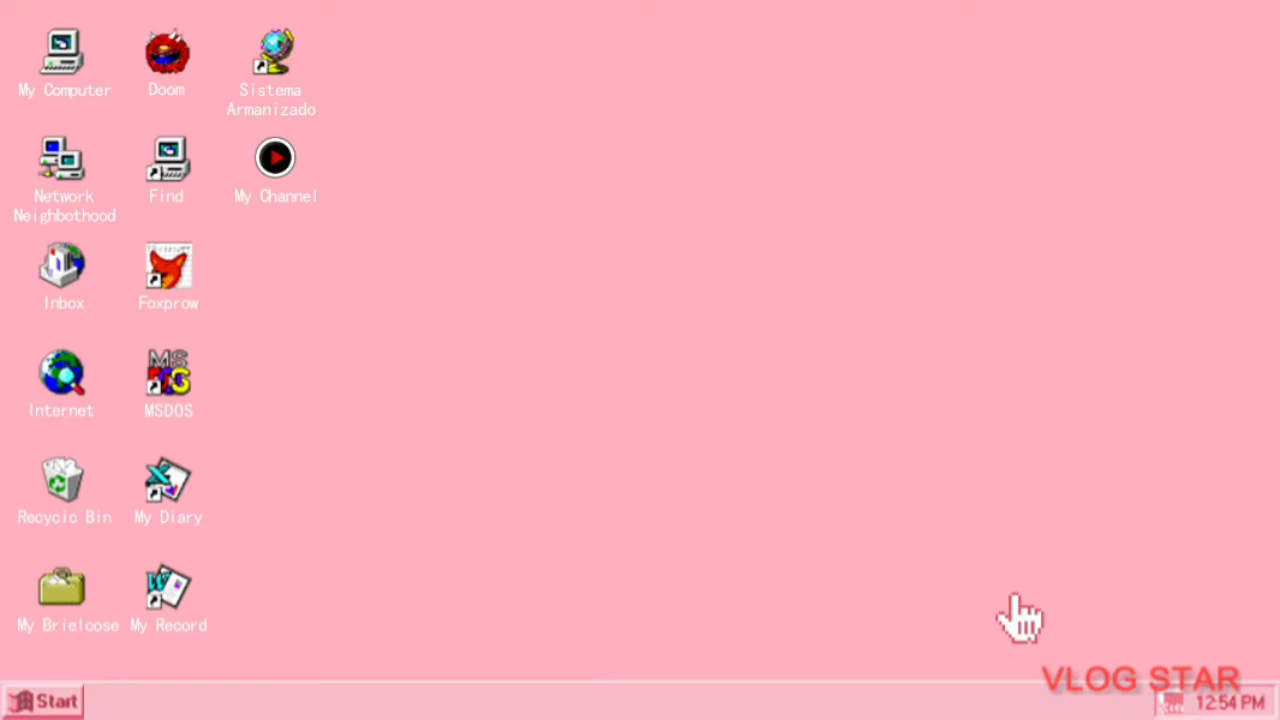 My Computer
Doom
Sistema
Armanizado
Network
Neighbothood
Find
My Channel
Inbox
Foxprow
Internet
MS
MSDOS
Recycic Bin
My Diary
My Brielcose
My Record
Start
VLOG STAR
12:54 PM